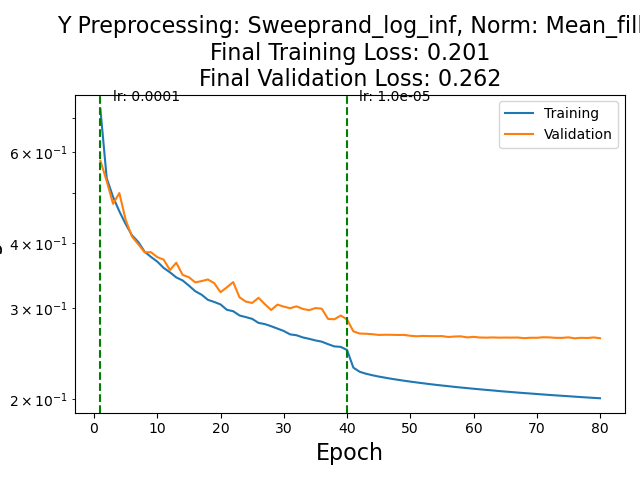 Y Preprocessing: Sweeprand_log_inf, Norm: Mean_fill
Final Training Loss: 0.201
Final Validation Loss: 0.262
lr: 0.0001
lr: 1.0e-05
Training
Validation
6 × 10⁻¹
4 × 10⁻¹
3 × 10⁻¹
2 × 10⁻¹
0 10 20 30 40 50 60 70 80
Epoch